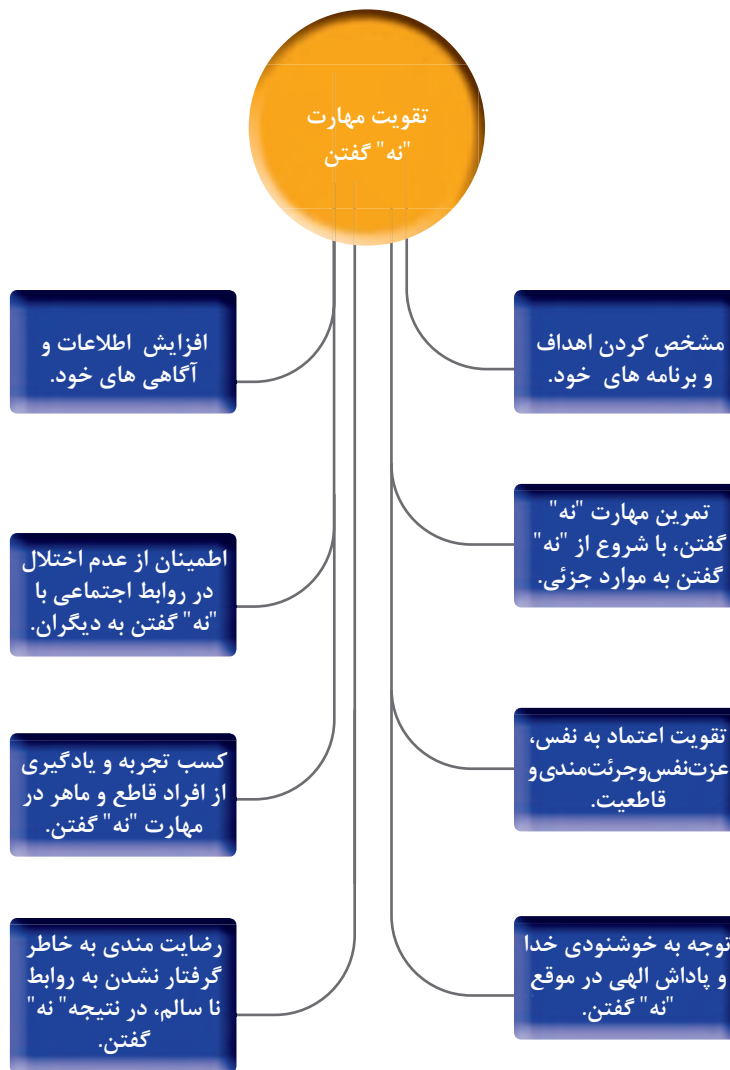 تقویت مهارت
"نه" گفتن
مشخص کردن اهداف
و برنامه های خود.
افزایش اطلاعات و
آگاهی های خود.
تمرین مهارت "نه"
گفتن، با شروع از "نه"
گفتن به موارد جزئی.
اطمینان از عدم اختلال
در روابط اجتماعی با
"نه" گفتن به دیگران.
تقویت اعتماد به نفس،
عزت‌نفس‌وجرئت‌مندی‌و
قاطعیت.
کسب تجربه و یادگیری
از افراد قاطع و ماهر در
مهارت "نه" گفتن.
توجه به خوشنودی خدا
و پاداش الهی در موقع
"نه" گفتن.
رضایت مندی به خاطر
گرفتار نشدن به روابط
نا سالم، در نتیجه" نه"
گفتن.